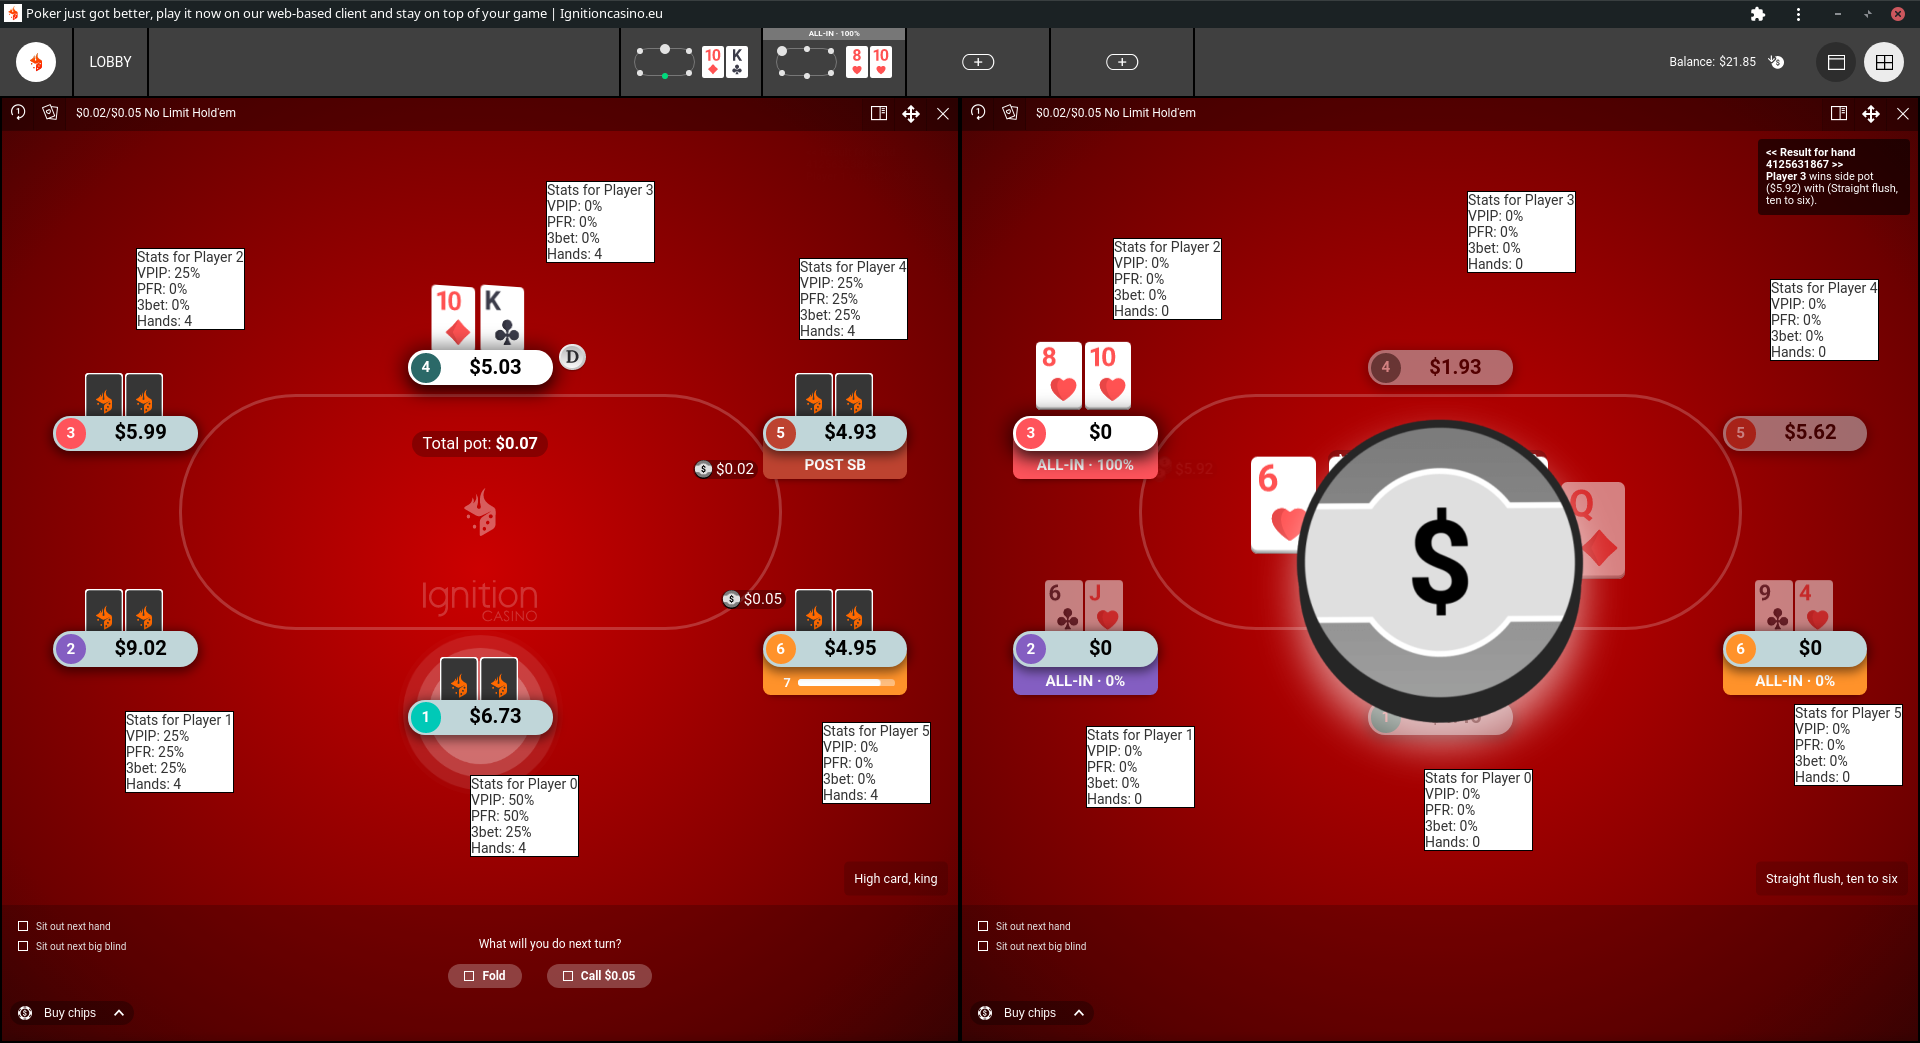 Poker just got better, play it now on our web-based client and stay on top of your game | Ignitioncasino.eu
LOBBY
10 K
ALL-IN · 100%
8 10
Balance: $21.85
$0.02/$0.05 No Limit Hold'em
Stats for Player 3
VPIP: 0%
PFR: 0%
3bet: 0%
Hands: 4
Stats for Player 2
VPIP: 25%
PFR: 0%
3bet: 0%
Hands: 4
Stats for Player 4
VPIP: 25%
PFR: 25%
3bet: 25%
Hands: 4
10 K
4 $5.03
D
3 $5.99
5 $4.93
POST SB
Total pot: $0.07
$0.02
Ignition
CASINO
$0.05
2 $9.02
6 $4.95
7
1 $6.73
Stats for Player 1
VPIP: 25%
PFR: 25%
3bet: 25%
Hands: 4
Stats for Player 5
VPIP: 0%
PFR: 0%
3bet: 0%
Hands: 4
Stats for Player 0
VPIP: 50%
PFR: 50%
3bet: 25%
Hands: 4
High card, king
Sit out next hand
Sit out next big blind
What will you do next turn?
Fold
Call $0.05
Buy chips
$0.02/$0.05 No Limit Hold'em
<< Result for hand
4125631867 >>
Player 3 wins side pot
($5.92) with (Straight flush,
ten to six).
Stats for Player 3
VPIP: 0%
PFR: 0%
3bet: 0%
Hands: 0
Stats for Player 2
VPIP: 0%
PFR: 0%
3bet: 0%
Hands: 0
Stats for Player 4
VPIP: 0%
PFR: 0%
3bet: 0%
Hands: 0
8 10
4 $1.93
3 $0
ALL-IN · 100%
5 $5.62
$5.92
6
Q
$
6 J
2 $0
ALL-IN · 0%
9 4
6 $0
ALL-IN · 0%
1
Stats for Player 1
VPIP: 0%
PFR: 0%
3bet: 0%
Hands: 0
Stats for Player 5
VPIP: 0%
PFR: 0%
3bet: 0%
Hands: 0
Stats for Player 0
VPIP: 0%
PFR: 0%
3bet: 0%
Hands: 0
Straight flush, ten to six
Sit out next hand
Sit out next big blind
Buy chips